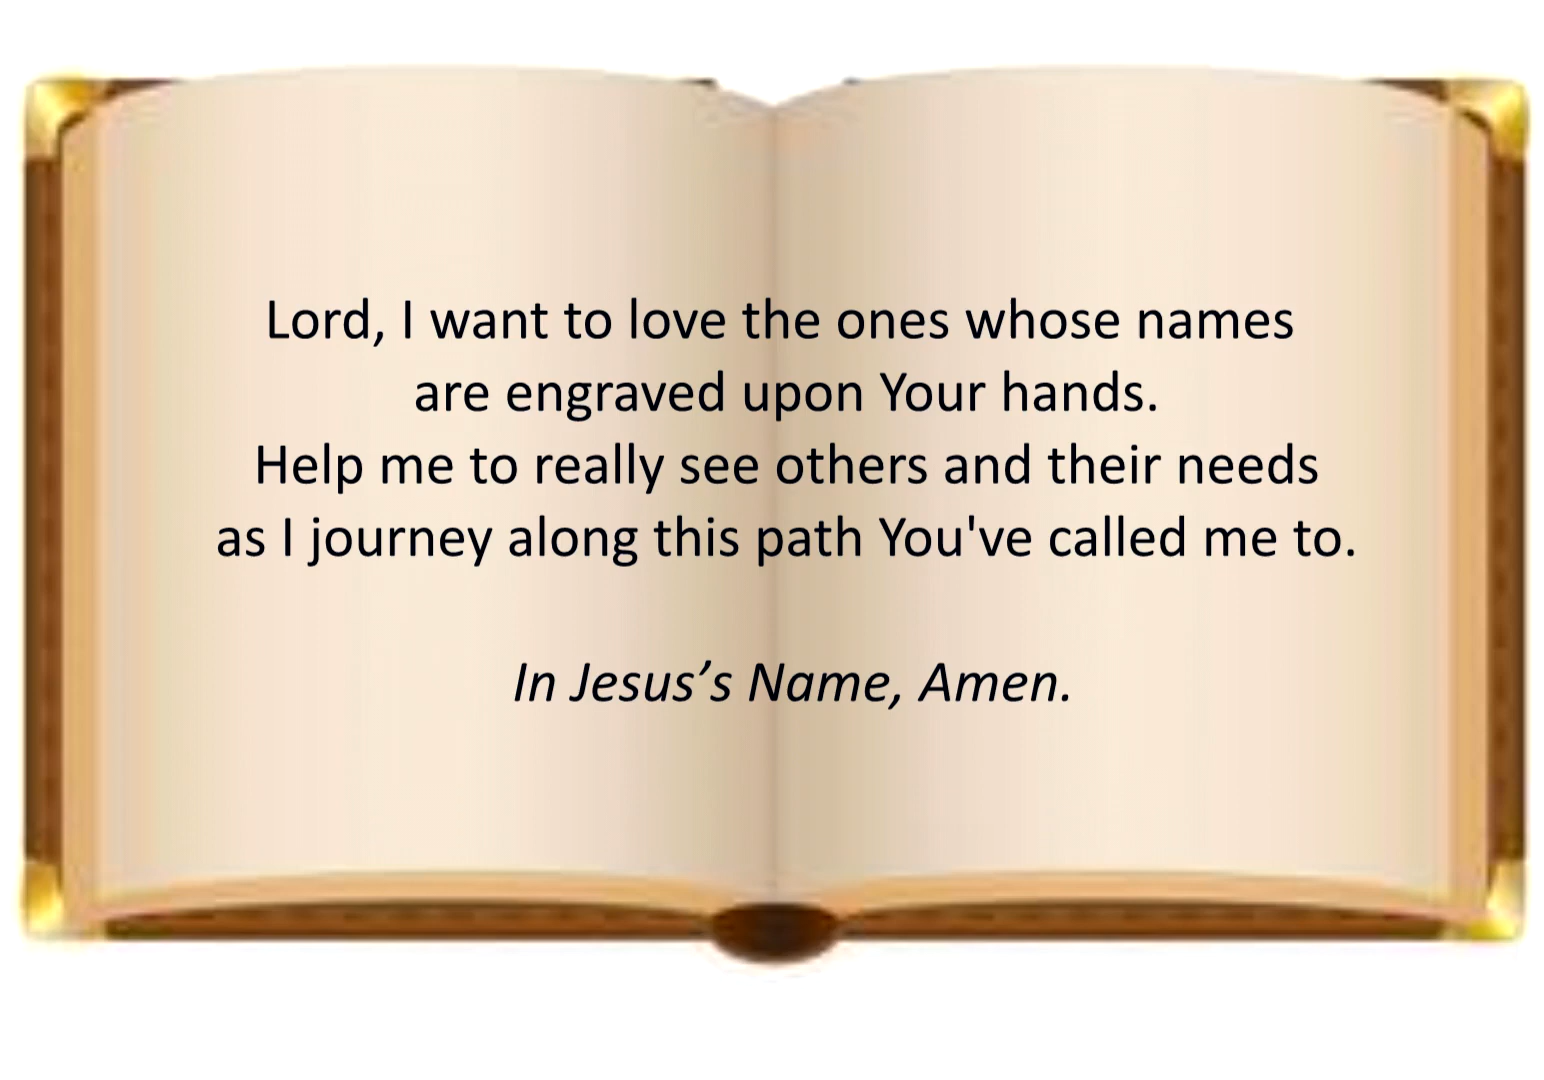 Lord, I want to love the ones whose names
are engraved upon Your hands.
Help me to really see others and their needs
as I journey along this path You've called me to.
In Jesus’s Name, Amen.